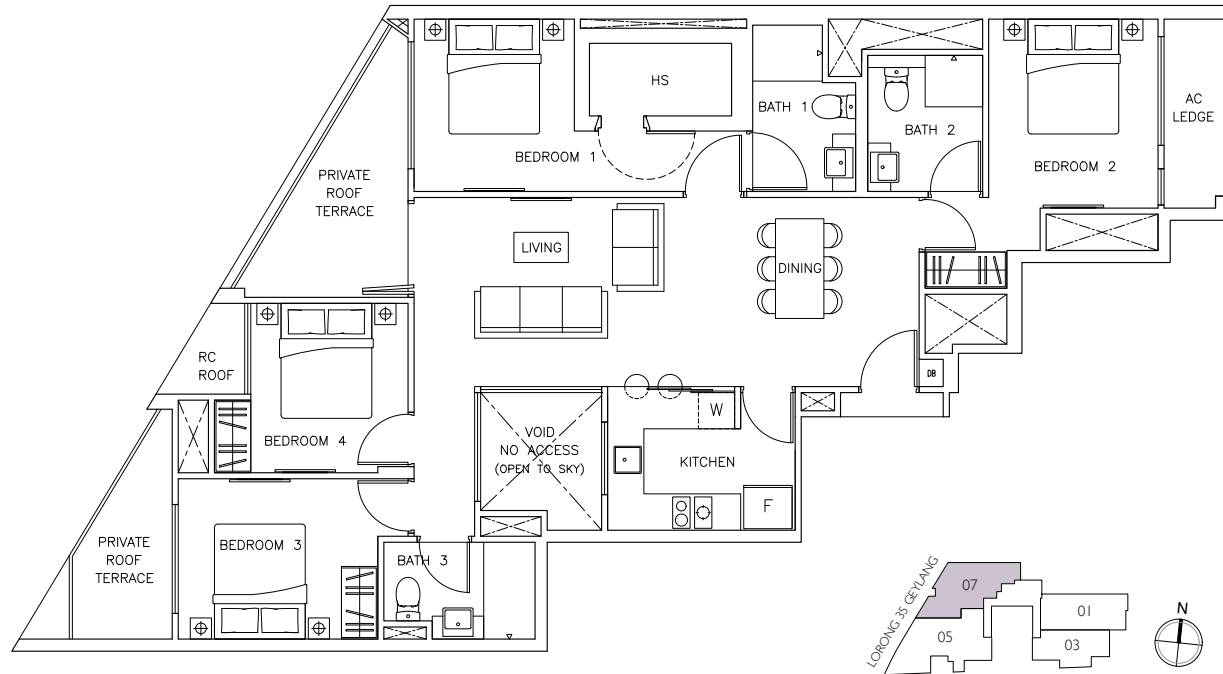 HS
BATH 1
BATH 2
AC
LEDGE
BEDROOM 1
BEDROOM 2
PRIVATE
ROOF
TERRACE
LIVING
DINING
RC
ROOF
DB
W
VOID
NO ACCESS
(OPEN TO SKY)
BEDROOM 4
KITCHEN
F
PRIVATE
ROOF
TERRACE
BEDROOM 3
BATH 3
LORONG 35 GEYLANG
07
01
05
03
N